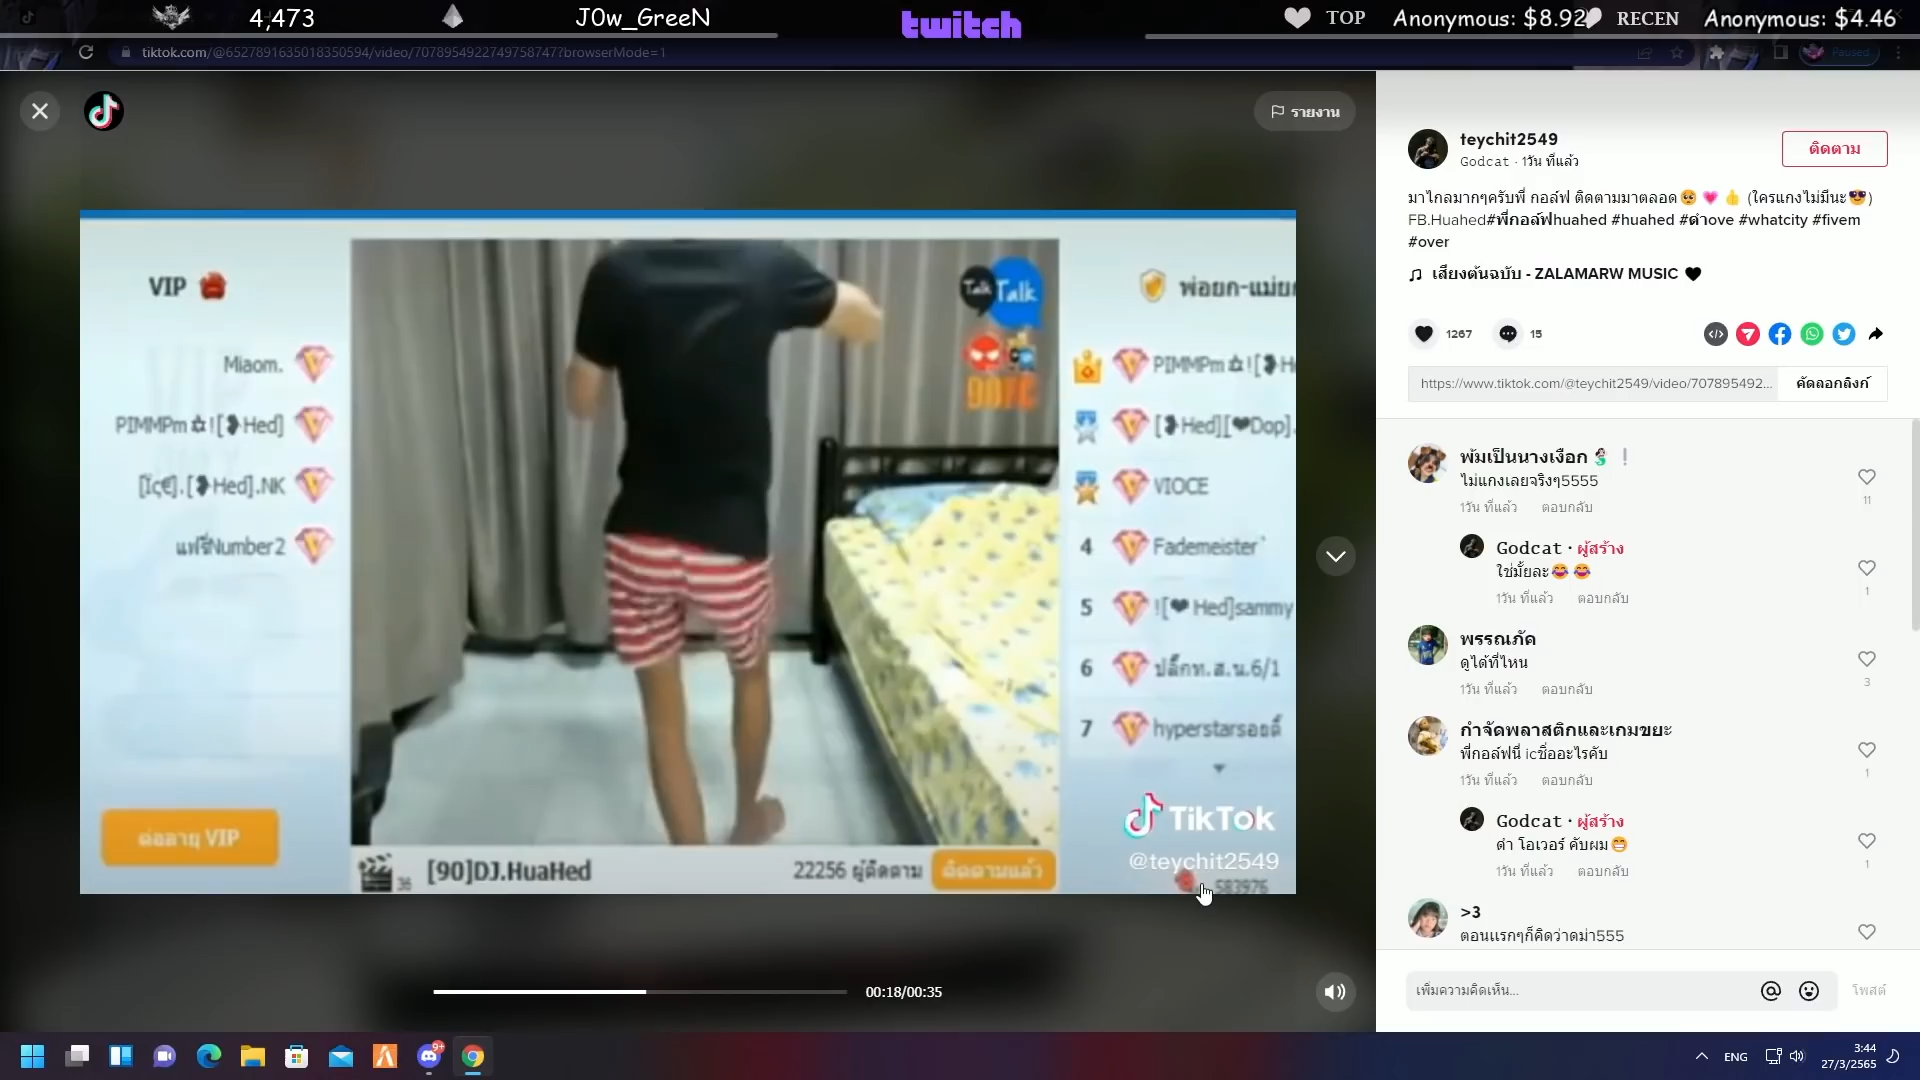 4,473
J0w_GreeN
twitch
TOP
Anonymous: $8.92
RECEN
Anonymous: $4.46
tiktok.com/@6527891635018350594/video/7078954922749758747?browserMode=1
Paused
รายงาน
VIP
Miaom.
PIMMPm✡![❥Hed]
[Ïς€].[❥Hed].NK
แฟรี่Number2
ต่ออายุ VIP
Talk Talk
พ่อยก-แม่ย
PIMMPm✡![❥H
[❥Hed][❤Dop].
VIOCE
4 Fademeister
5 ![❤Hed]sammy
6 ปลั๊กท.ส.น.6/1
7 hyperstarรอยดี้
TikTok
@teychit2549
36
[90]DJ.HuaHed
22256 ผู้ติดตาม
ติดตามแล้ว
583976
00:18/00:35
teychit2549
Godcat · 1วัน ที่แล้ว
ติดตาม
มาไกลมากๆครับพี่ กอล์ฟ ติดตามมาตลอด🥺 💗 👍 (ใครแกงไม่มีนะ😎)
FB.Huahed#พี่กอล์ฟhuahed #huahed #ดําove #whatcity #fivem
#over
♫ เสียงต้นฉบับ - ZALAMARW MUSIC 🖤
1267
15
https://www.tiktok.com/@teychit2549/video/707895492...
คัดลอกลิงก์
พ้มเป็นนางเงือก 🧜🏻‍♀️ ❕
ไม่แกงเลยจริงๆ5555
1วัน ที่แล้ว ตอบกลับ
11
Godcat · ผู้สร้าง
ใช่มั้ยละ😂 😂
1วัน ที่แล้ว ตอบกลับ
1
พรรณภัค
ดูได้ที่ไหน
1วัน ที่แล้ว ตอบกลับ
3
กำจัดพลาสติกและเกมขยะ
พี่กอล์ฟนี่ icชื่ออะไรคับ
1วัน ที่แล้ว ตอบกลับ
1
Godcat · ผู้สร้าง
ดำ โอเวอร์ คับผม😁
1วัน ที่แล้ว ตอบกลับ
1
>3
ตอนแรกๆก็คิดว่าดม่า555
เพิ่มความคิดเห็น...
โพสต์
9+
ENG
3:44
27/3/2565